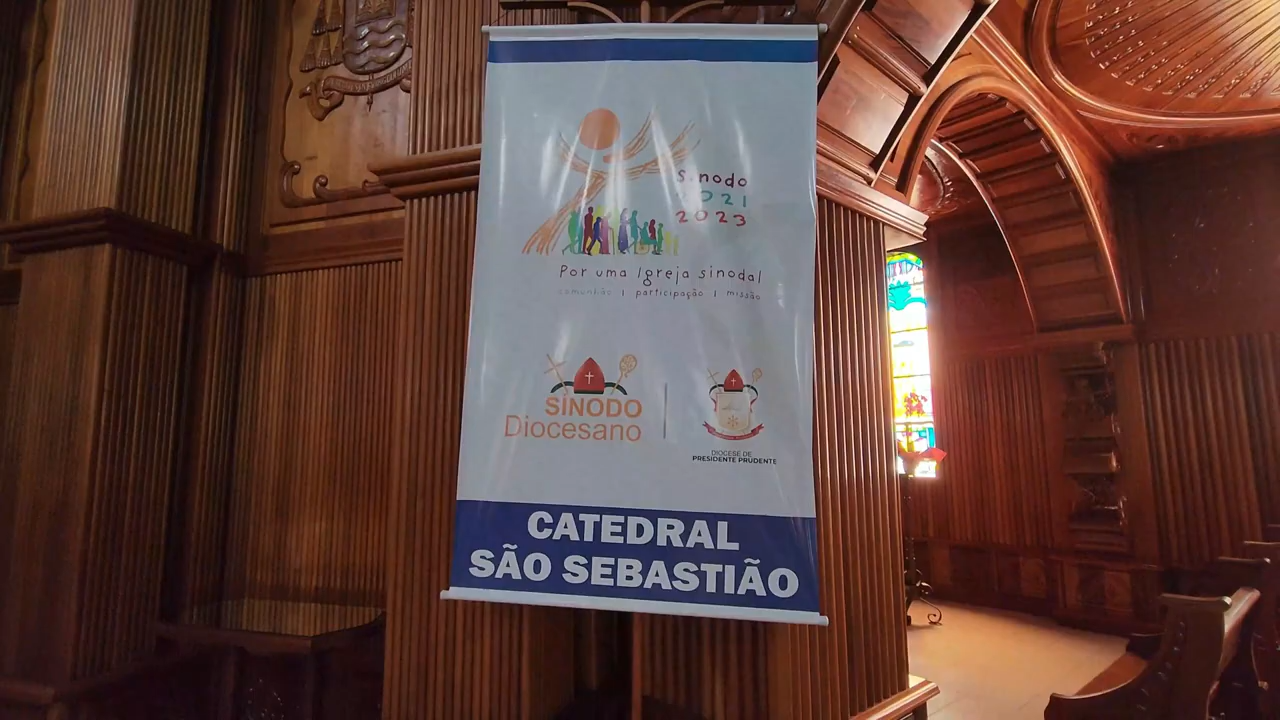 Sínodo
2021
2023
Por uma Igreja sinodal
comunhão | participação | missão
SÍNODO
Diocesano
DIOCESE DE
PRESIDENTE PRUDENTE
CATEDRAL
SÃO SEBASTIÃO